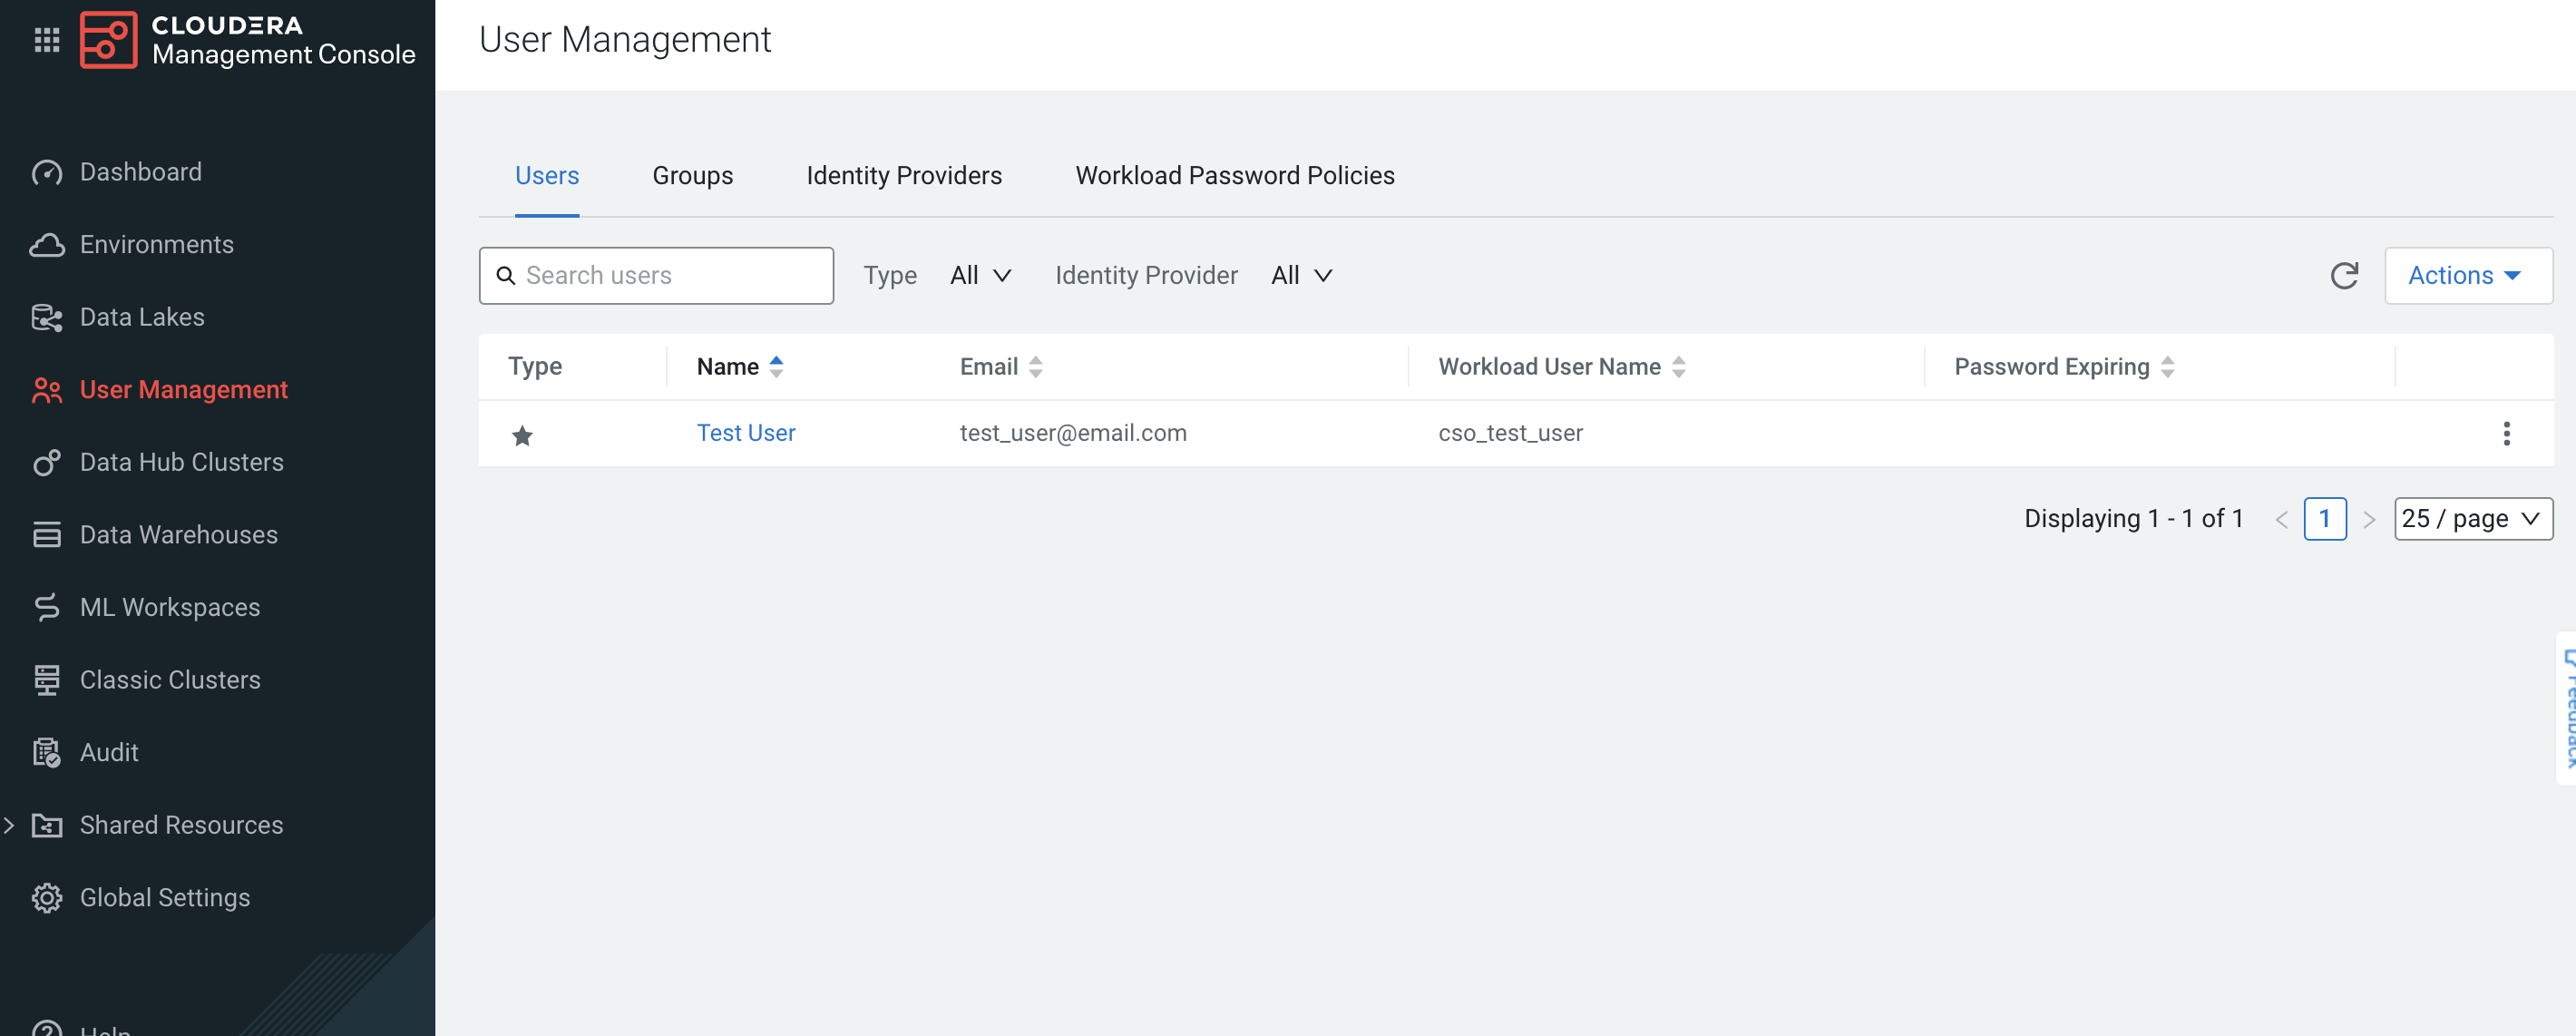 CLOUDERA
Management Console
User Management
Dashboard
Environments
Data Lakes
User Management
Data Hub Clusters
Data Warehouses
ML Workspaces
Classic Clusters
Audit
Shared Resources
Global Settings
Help
Users Groups Identity Providers Workload Password Policies
Search users Type All Identity Provider All Actions
Type Name Email Workload User Name Password Expiring
Test User test_user@email.com cso_test_user
Displaying 1 - 1 of 1 < 1 > 25 / page
Feedback